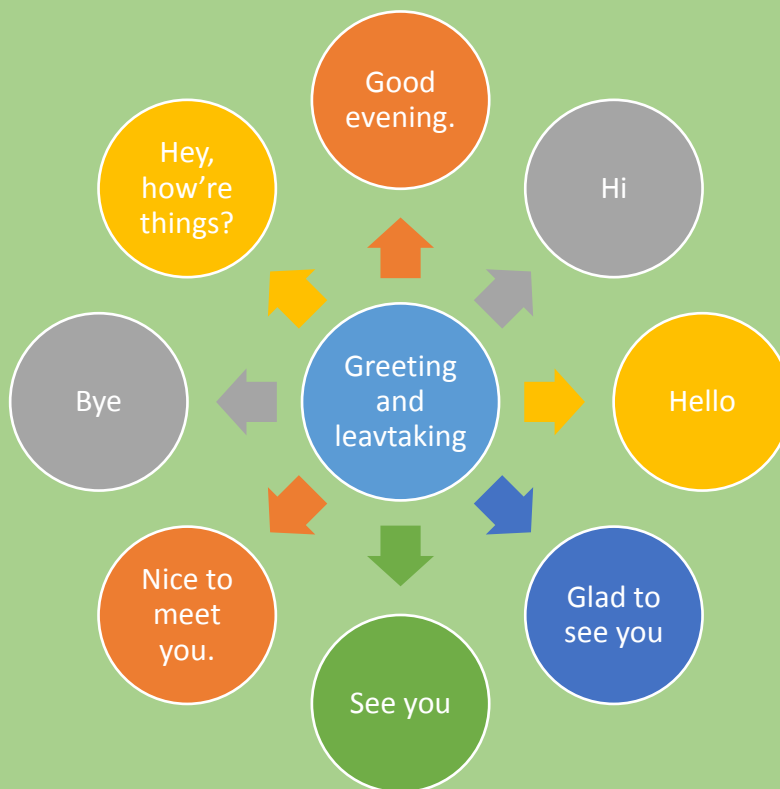 Good
evening.
Hi
Hello
Glad to
see you
See you
Nice to
meet
you.
Bye
Hey,
how're
things?
Greeting
and
leavtaking